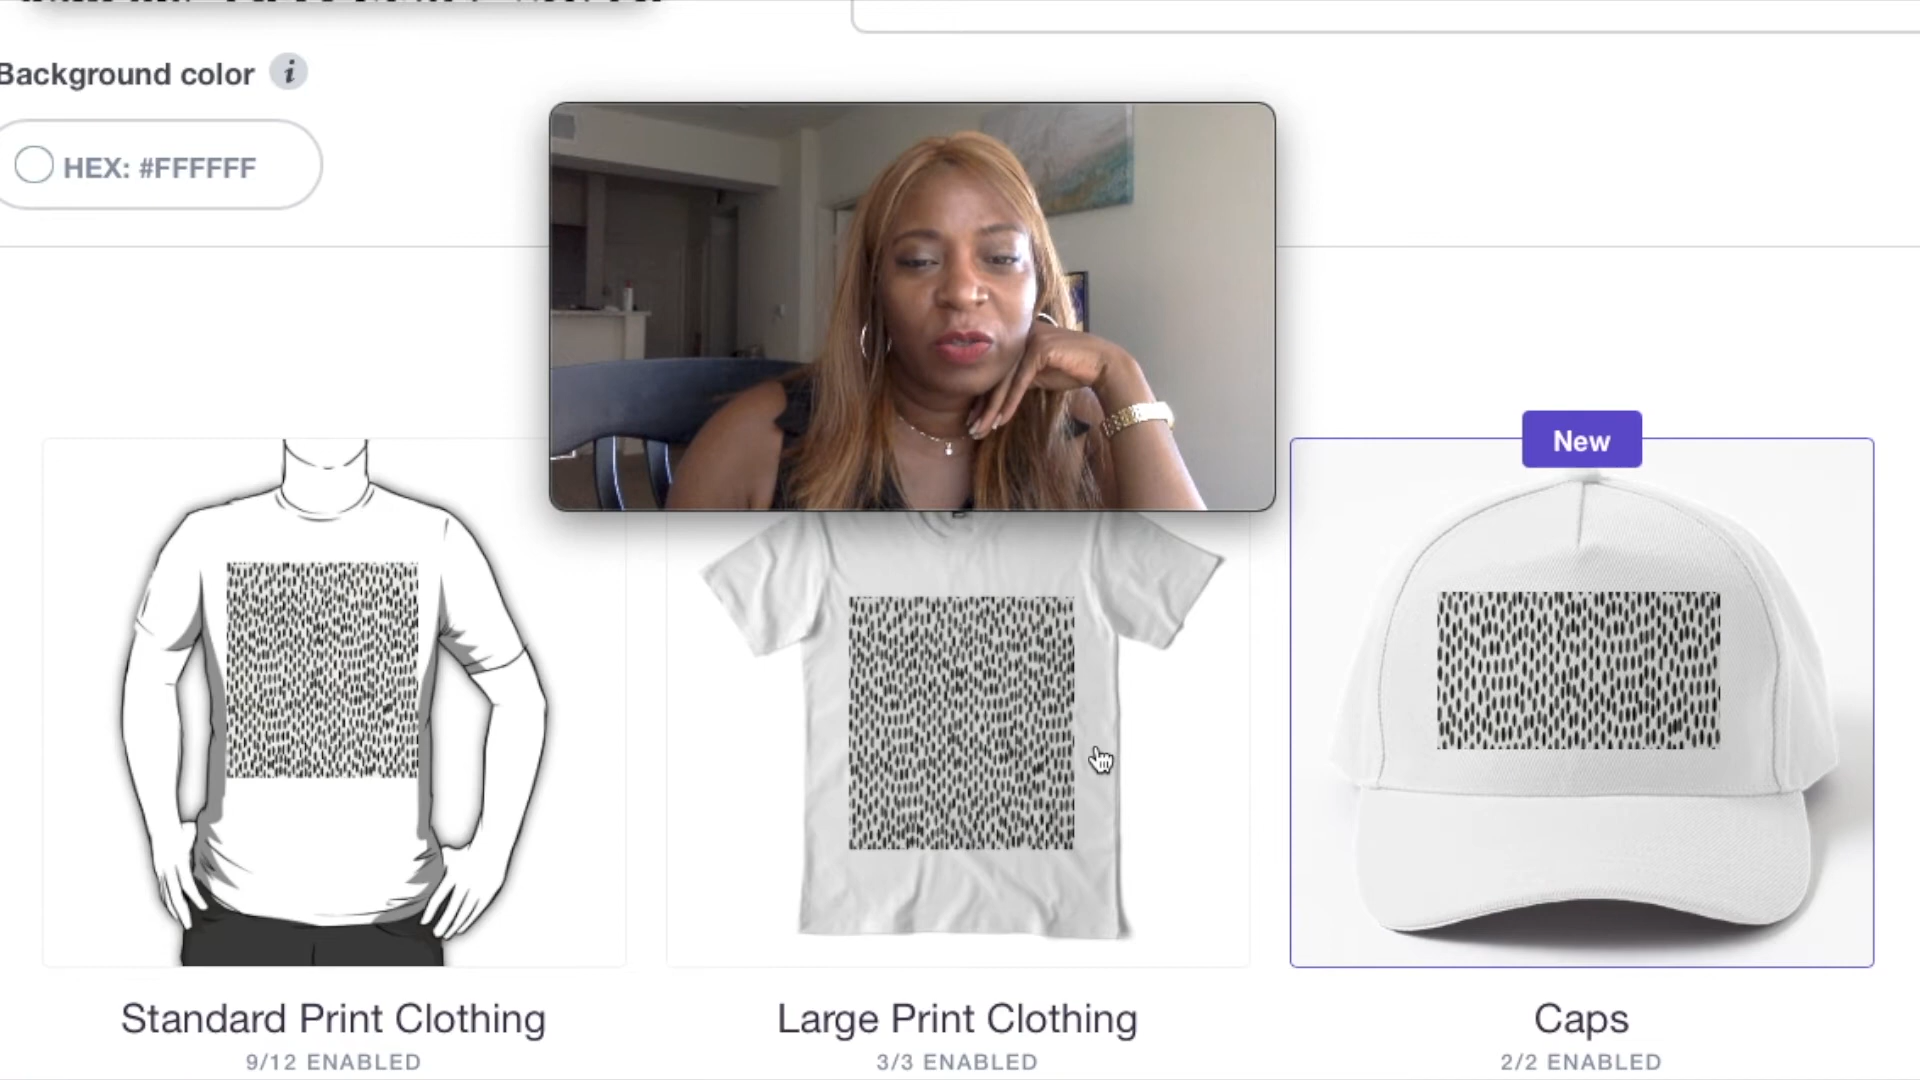 Background color
HEX: #FFFFFF
New
Standard Print Clothing
9/12 ENABLED
Large Print Clothing
3/3 ENABLED
Caps
2/2 ENABLED